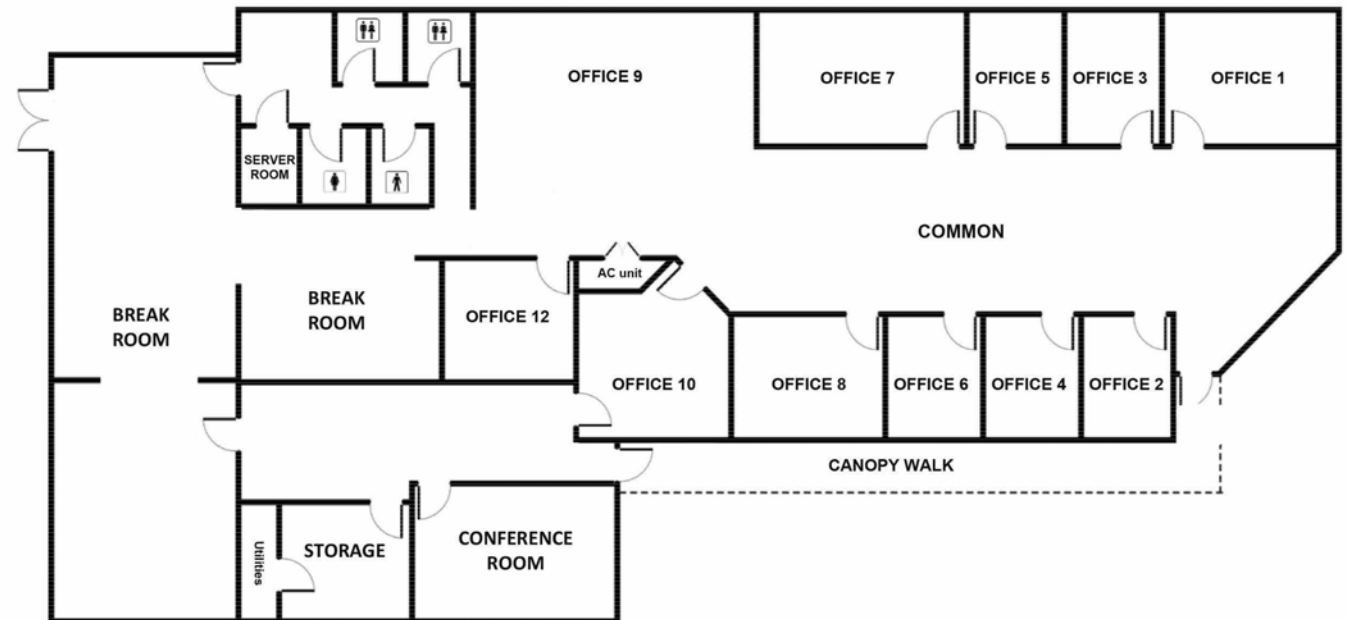 OFFICE 9
OFFICE 7
OFFICE 5
OFFICE 3
OFFICE 1
SERVER
ROOM
COMMON
AC unit
BREAK
ROOM
BREAK
ROOM
OFFICE 12
OFFICE 10
OFFICE 8
OFFICE 6
OFFICE 4
OFFICE 2
CANOPY WALK
Utilities
STORAGE
CONFERENCE
ROOM